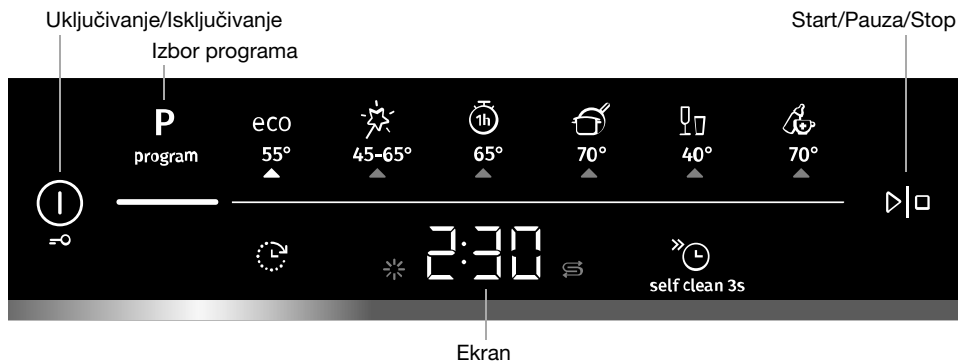 Uključivanje/Isključivanje
Start/Pauza/Stop
Izbor programa
P
program
eco
1h
55°
45-65°
65°
70°
40°
70°
2:30
self clean 3s
Ekran